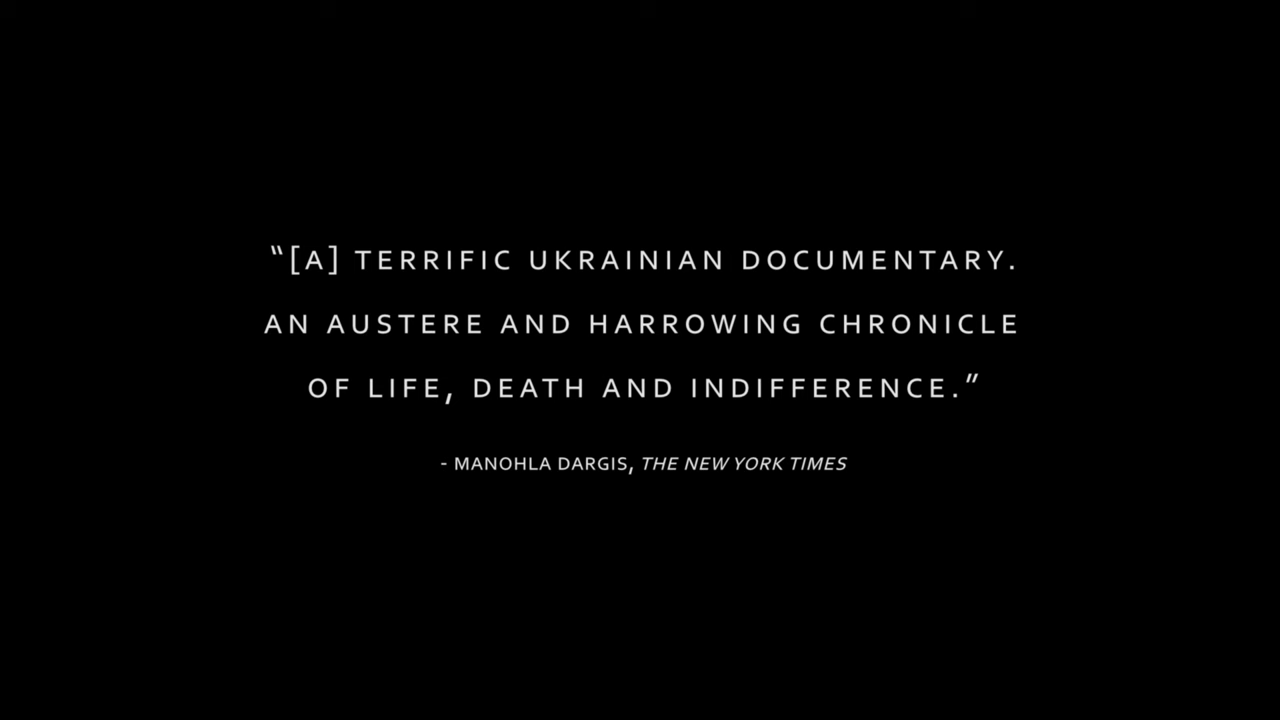 “[A] TERRIFIC UKRAINIAN DOCUMENTARY.
AN AUSTERE AND HARROWING CHRONICLE
OF LIFE, DEATH AND INDIFFERENCE.”
- MANOHLA DARGIS, THE NEW YORK TIMES